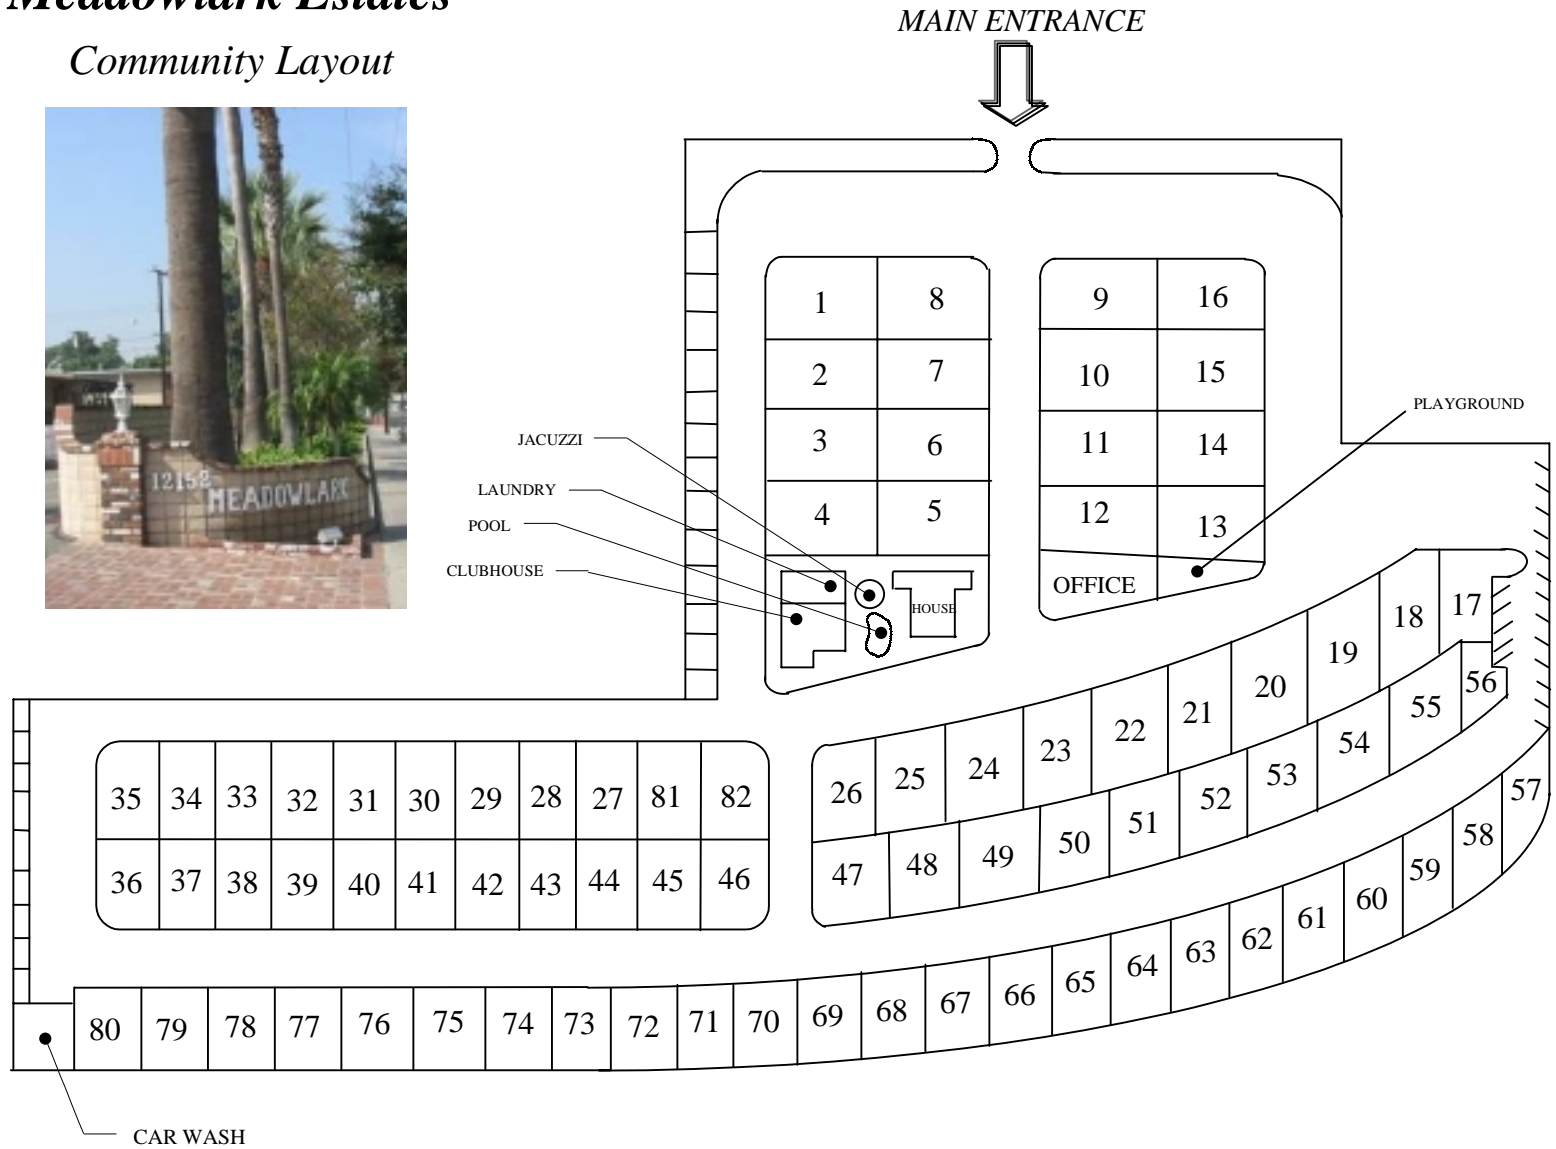 Meadowlark Estates
Community Layout
MAIN ENTRANCE
12152
MEADOWLARK
1 8 9 16
2 7 10 15
PLAYGROUND
JACUZZI
3 6 11 14
LAUNDRY
4 5 12 13
POOL
CLUBHOUSE
HOUSE
OFFICE
26 25 24 23 22 21 20 19 18 17
35 34 33 32 31 30 29 28 27 81 82
47 48 49 50 51 52 53 54 55 56
36 37 38 39 40 41 42 43 44 45 46
80 79 78 77 76 75 74 73 72 71 70 69 68 67 66 65 64 63 62 61 60 59 58 57
CAR WASH